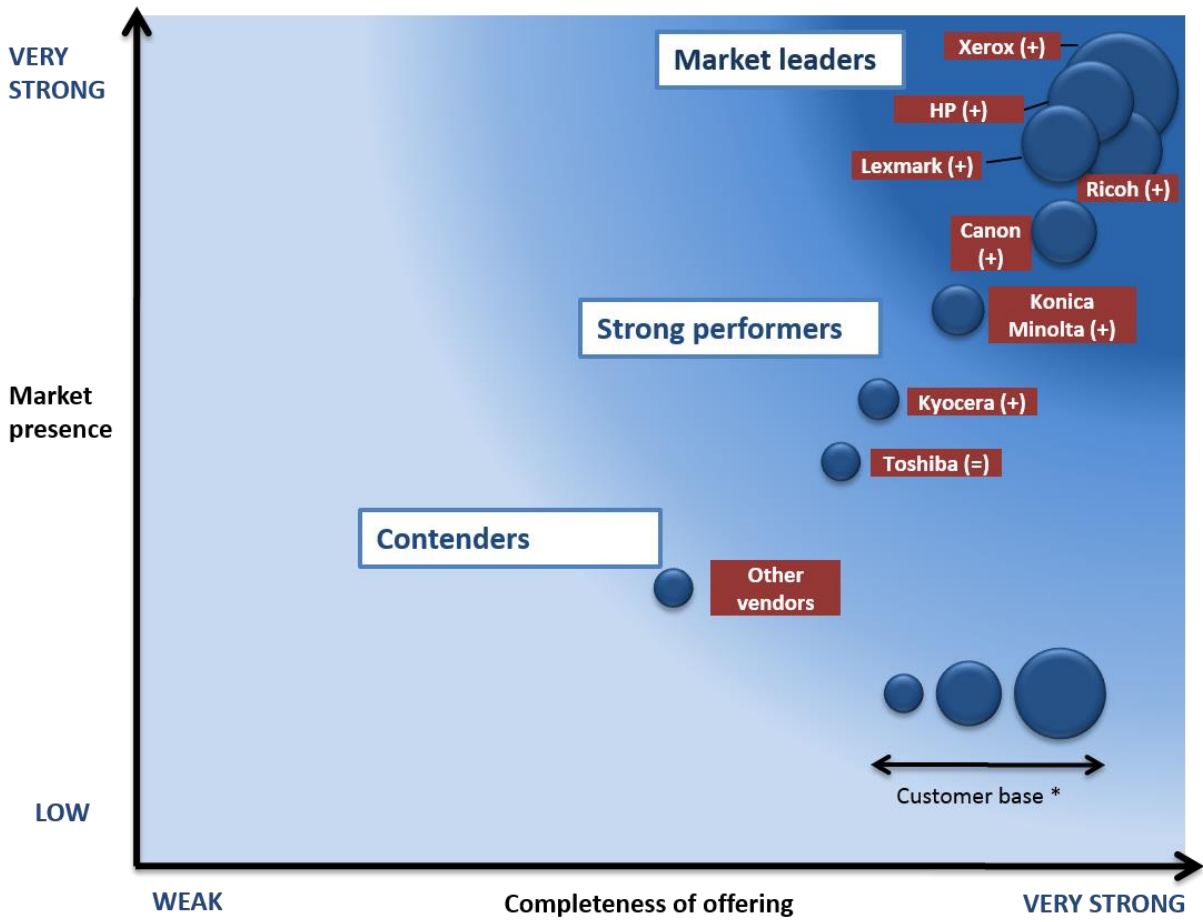 VERY
STRONG
Market leaders
Xerox (+)
HP (+)
Lexmark (+)
Ricoh (+)
Canon
(+)
Strong performers
Konica
Minolta (+)
Market
presence
Kyocera (+)
Toshiba (=)
Contenders
Other
vendors
Customer base *
LOW
WEAK
Completeness of offering
VERY STRONG